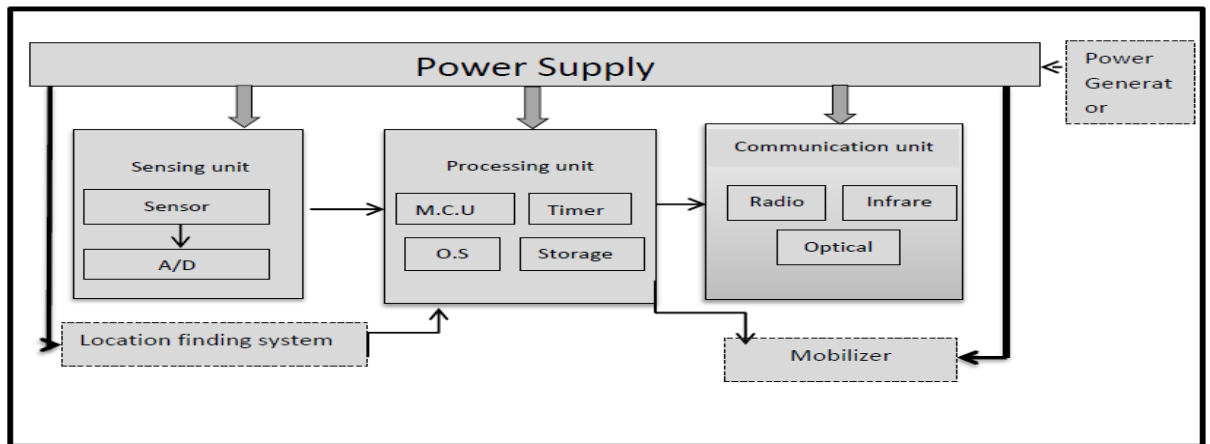 Power Supply
Power
Generat
or
Sensing unit
Sensor
A/D
Processing unit
M.C.U
Timer
O.S
Storage
Communication unit
Radio
Infrare
Optical
Location finding system
Mobilizer